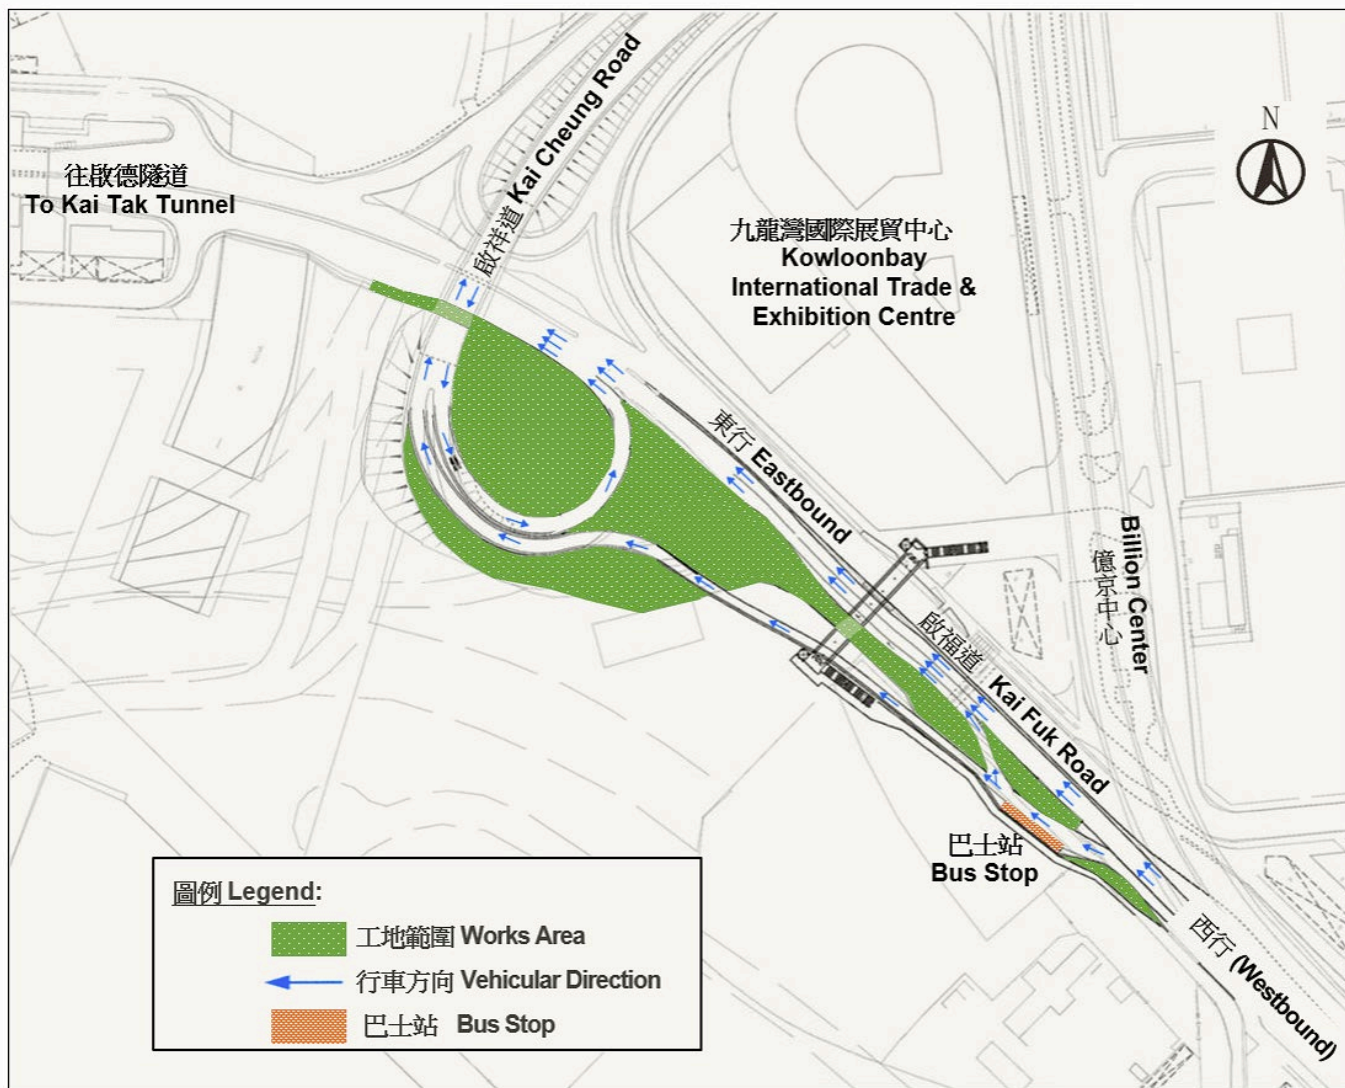 N
啟祥道 Kai Cheung Road
往啟德隧道
To Kai Tak Tunnel
九龍灣國際展貿中心
Kowloonbay
International Trade &
Exhibition Centre
東行 Eastbound
Billion Center
億京中心
啟福道 Kai Fuk Road
巴士站
Bus Stop
西行 (Westbound)
圖例 Legend:
工地範圍 Works Area
行車方向 Vehicular Direction
巴士站 Bus Stop